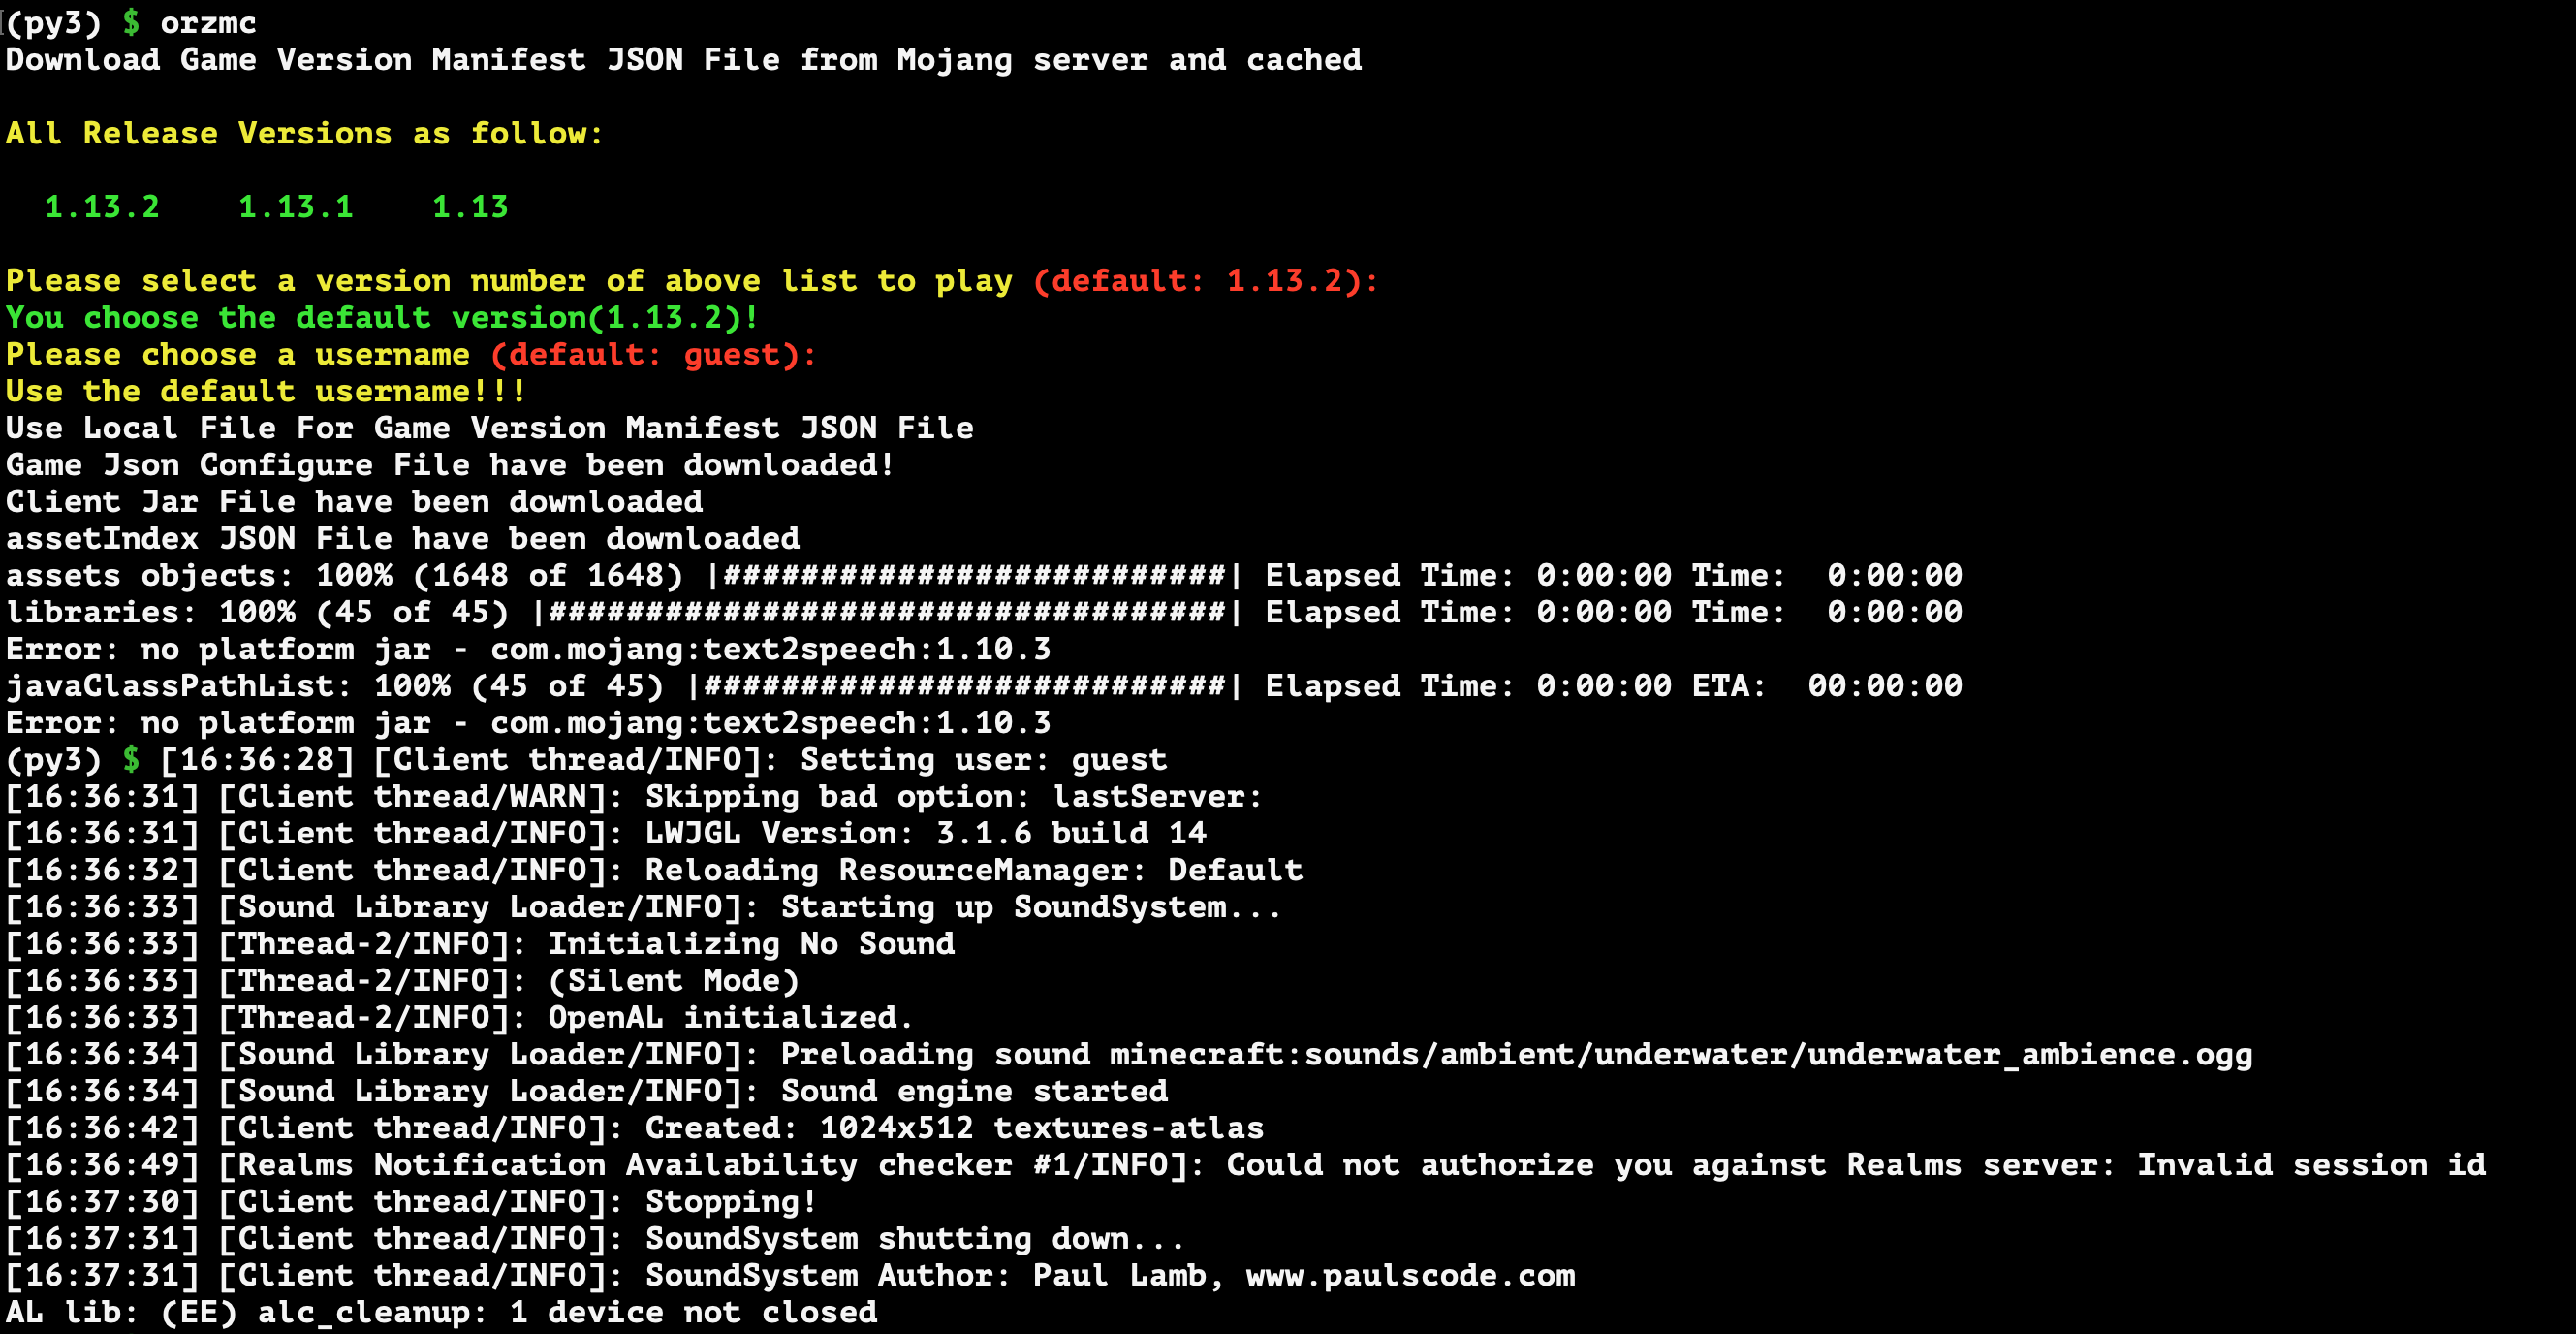 (py3) $ orzmc
Download Game Version Manifest JSON File from Mojang server and cached
All Release Versions as follow:
1.13.2    1.13.1    1.13
Please select a version number of above list to play (default: 1.13.2):
You choose the default version(1.13.2)!
Please choose a username (default: guest):
Use the default username!!!
Use Local File For Game Version Manifest JSON File
Game Json Configure File have been downloaded!
Client Jar File have been downloaded
assetIndex JSON File have been downloaded
assets objects: 100% (1648 of 1648) |##########################| Elapsed Time: 0:00:00 Time:  0:00:00
libraries: 100% (45 of 45) |###################################| Elapsed Time: 0:00:00 Time:  0:00:00
Error: no platform jar - com.mojang:text2speech:1.10.3
javaClassPathList: 100% (45 of 45) |###########################| Elapsed Time: 0:00:00 ETA:  00:00:00
Error: no platform jar - com.mojang:text2speech:1.10.3
(py3) $ [16:36:28] [Client thread/INFO]: Setting user: guest
[16:36:31] [Client thread/WARN]: Skipping bad option: lastServer:
[16:36:31] [Client thread/INFO]: LWJGL Version: 3.1.6 build 14
[16:36:32] [Client thread/INFO]: Reloading ResourceManager: Default
[16:36:33] [Sound Library Loader/INFO]: Starting up SoundSystem...
[16:36:33] [Thread-2/INFO]: Initializing No Sound
[16:36:33] [Thread-2/INFO]: (Silent Mode)
[16:36:33] [Thread-2/INFO]: OpenAL initialized.
[16:36:34] [Sound Library Loader/INFO]: Preloading sound minecraft:sounds/ambient/underwater/underwater_ambience.ogg
[16:36:34] [Sound Library Loader/INFO]: Sound engine started
[16:36:42] [Client thread/INFO]: Created: 1024x512 textures-atlas
[16:36:49] [Realms Notification Availability checker #1/INFO]: Could not authorize you against Realms server: Invalid session id
[16:37:30] [Client thread/INFO]: Stopping!
[16:37:31] [Client thread/INFO]: SoundSystem shutting down...
[16:37:31] [Client thread/INFO]: SoundSystem Author: Paul Lamb, www.paulscode.com
AL lib: (EE) alc_cleanup: 1 device not closed